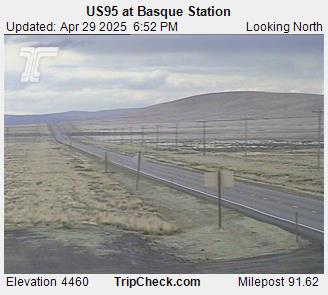 US95 at Basque Station
Updated: Apr 29 2025 6:52 PM Looking North
Elevation 4460 TripCheck.com Milepost 91.62